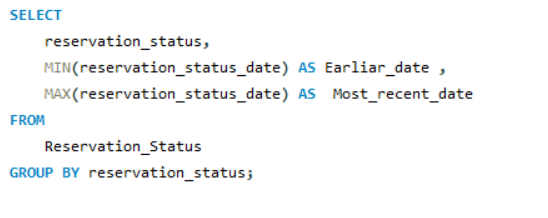 SELECT
reservation_status,
MIN(reservation_status_date) AS Earliar_date ,
MAX(reservation_status_date) AS  Most_recent_date
FROM
Reservation_Status
GROUP BY reservation_status;